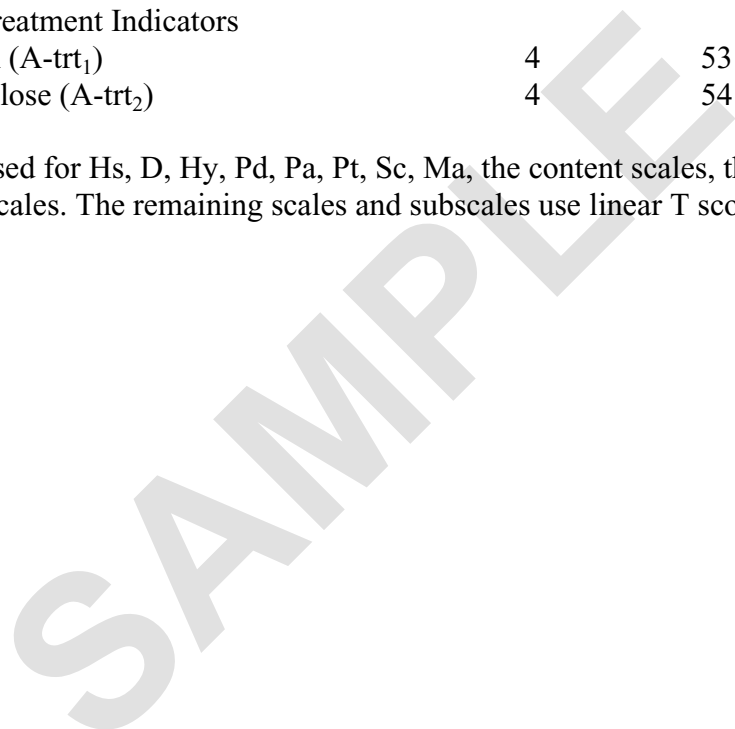 reatment Indicators
(A-trt₁) 4 53
lose (A-trt₂) 4 54
sed for Hs, D, Hy, Pd, Pa, Pt, Sc, Ma, the content scales, th
cales. The remaining scales and subscales use linear T sco
SAMPLE